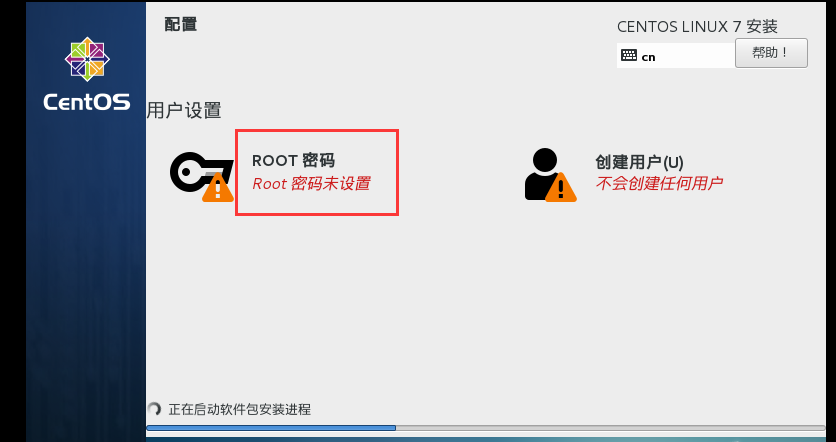 配置
CENTOS LINUX 7 安装
cn
帮助！
CentOS
用户设置
ROOT 密码
Root 密码未设置
创建用户(U)
不会创建任何用户
正在启动软件包安装进程